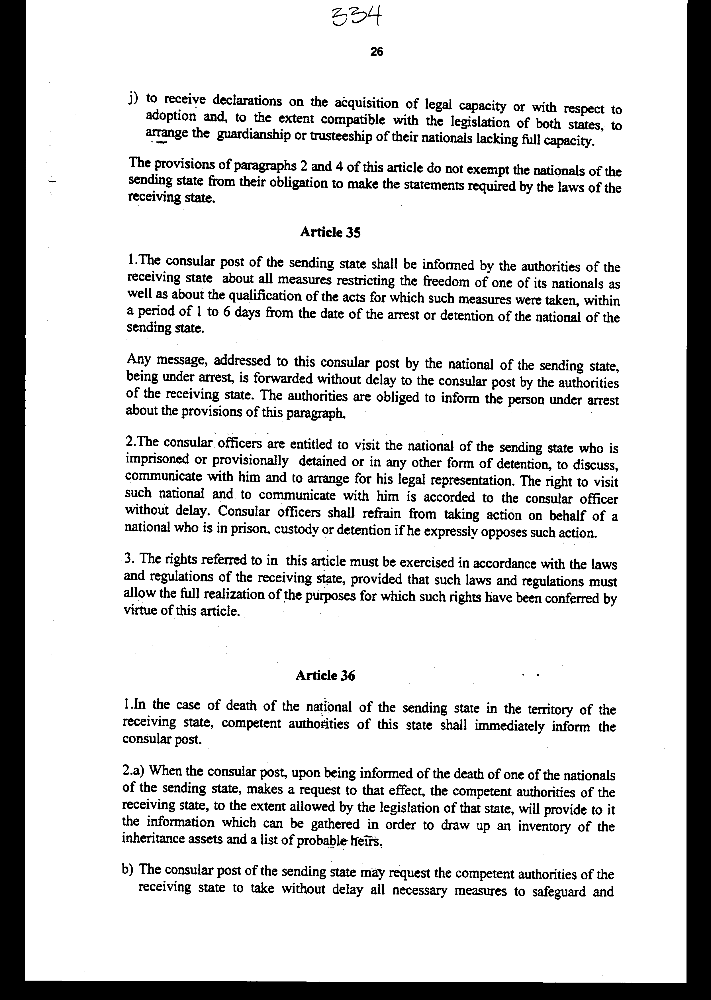 334
26
j) to receive declarations on the acquisition of legal capacity or with respect to
adoption and, to the extent compatible with the legislation of both states, to
arrange the guardianship or trusteeship of their nationals lacking full capacity.
The provisions of paragraphs 2 and 4 of this article do not exempt the nationals of the
sending state from their obligation to make the statements required by the laws of the
receiving state.
Article 35
1.The consular post of the sending state shall be informed by the authorities of the
receiving state about all measures restricting the freedom of one of its nationals as
well as about the qualification of the acts for which such measures were taken, within
a period of 1 to 6 days from the date of the arrest or detention of the national of the
sending state.
Any message, addressed to this consular post by the national of the sending state,
being under arrest, is forwarded without delay to the consular post by the authorities
of the receiving state. The authorities are obliged to inform the person under arrest
about the provisions of this paragraph.
2.The consular officers are entitled to visit the national of the sending state who is
imprisoned or provisionally detained or in any other form of detention, to discuss,
communicate with him and to arrange for his legal representation. The right to visit
such national and to communicate with him is accorded to the consular officer
without delay. Consular officers shall refrain from taking action on behalf of a
national who is in prison, custody or detention if he expressly opposes such action.
3. The rights referred to in this article must be exercised in accordance with the laws
and regulations of the receiving state, provided that such laws and regulations must
allow the full realization of the purposes for which such rights have been conferred by
virtue of this article.
Article 36
1.In the case of death of the national of the sending state in the territory of the
receiving state, competent authorities of this state shall immediately inform the
consular post.
2.a) When the consular post, upon being informed of the death of one of the nationals
of the sending state, makes a request to that effect, the competent authorities of the
receiving state, to the extent allowed by the legislation of that state, will provide to it
the information which can be gathered in order to draw up an inventory of the
inheritance assets and a list of probable heirs.
b) The consular post of the sending state may request the competent authorities of the
receiving state to take without delay all necessary measures to safeguard and